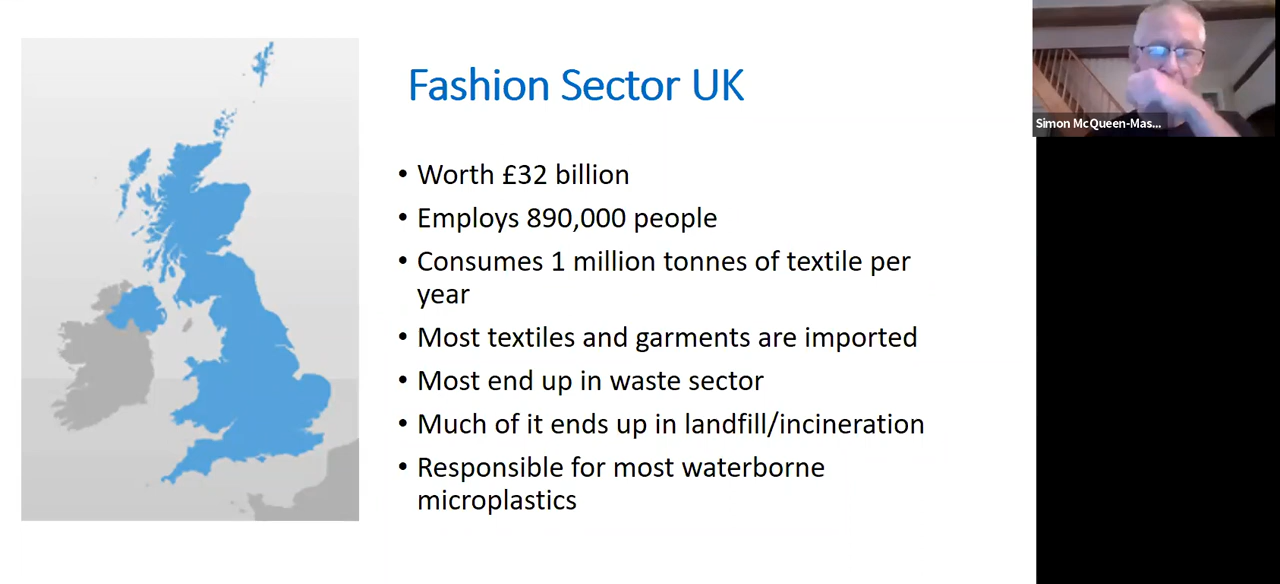 Fashion Sector UK
• Worth £32 billion
• Employs 890,000 people
• Consumes 1 million tonnes of textile per
year
• Most textiles and garments are imported
• Most end up in waste sector
• Much of it ends up in landfill/incineration
• Responsible for most waterborne
microplastics
Simon McQueen-Mas...